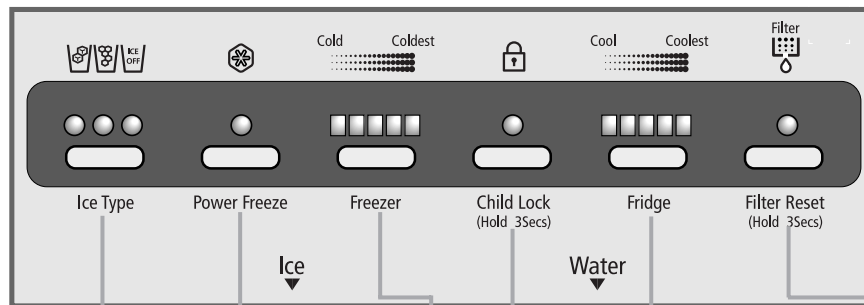 ICE
OFF
Cold Coldest
Cool Coolest
Filter
Ice Type
Power Freeze
Freezer
Child Lock
(Hold 3Secs)
Fridge
Filter Reset
(Hold 3Secs)
Ice
Water